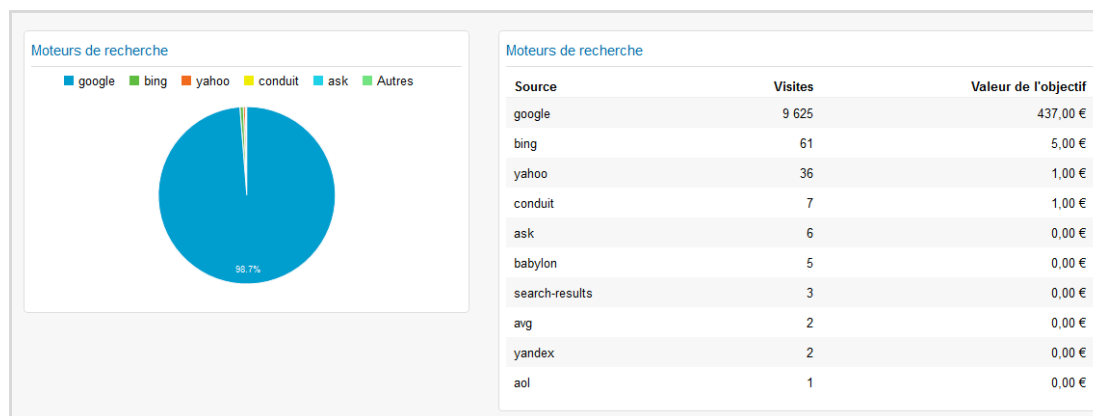 Moteurs de recherche
google bing yahoo conduit ask Autres
98.7%
Moteurs de recherche
Source Visites Valeur de l'objectif
google 9 625 437,00 €
bing 61 5,00 €
yahoo 36 1,00 €
conduit 7 1,00 €
ask 6 0,00 €
babylon 5 0,00 €
search-results 3 0,00 €
avg 2 0,00 €
yandex 2 0,00 €
aol 1 0,00 €